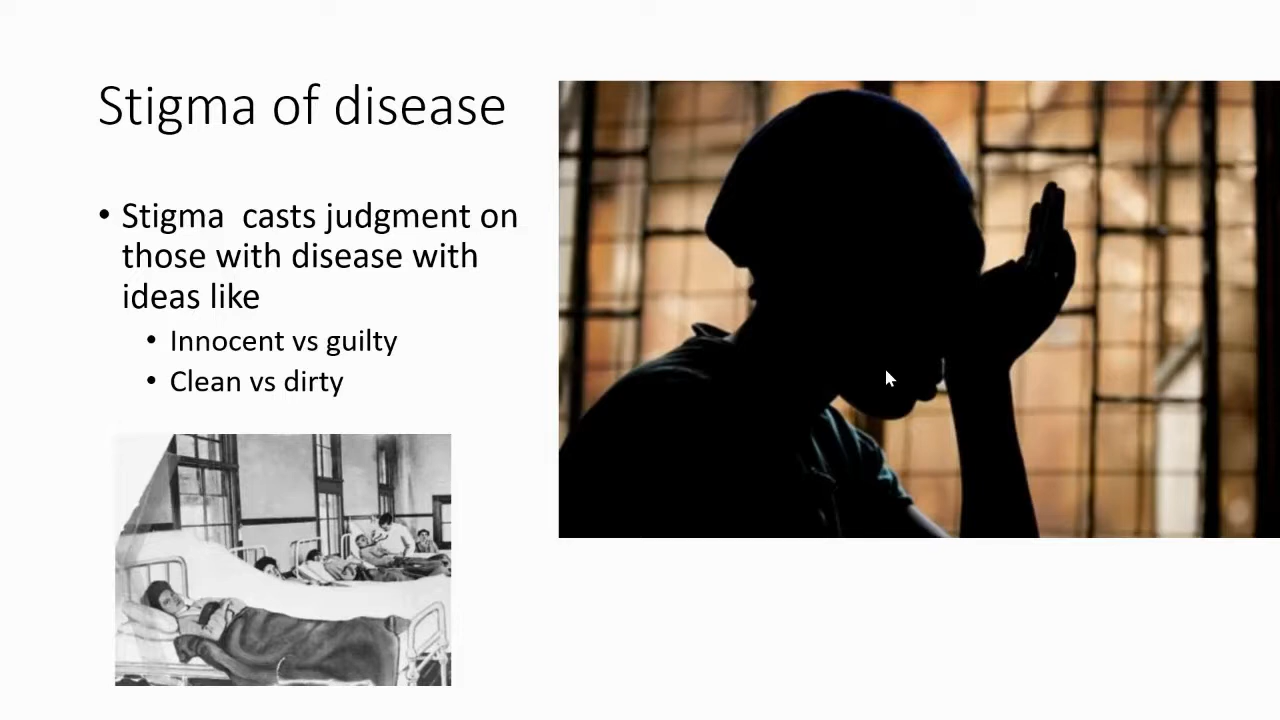 Stigma of disease
• Stigma  casts judgment on
those with disease with
ideas like
• Innocent vs guilty
• Clean vs dirty